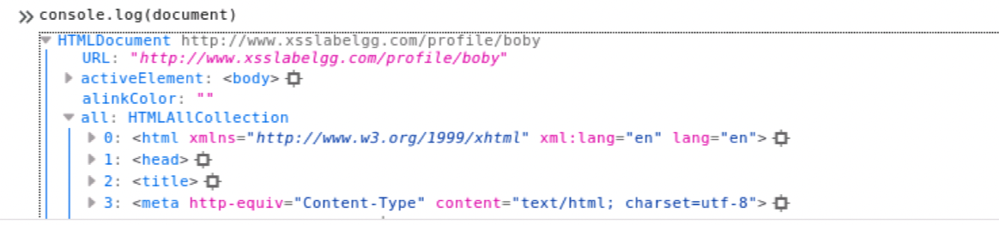 console.log(document)
HTMLDocument http://www.xsslabelgg.com/profile/boby
URL: "http://www.xsslabelgg.com/profile/boby"
activeElement: <body>
alinkColor: ""
all: HTMLAllCollection
0: <html xmlns="http://www.w3.org/1999/xhtml" xml:lang="en" lang="en">
1: <head>
2: <title>
3: <meta http-equiv="Content-Type" content="text/html; charset=utf-8">